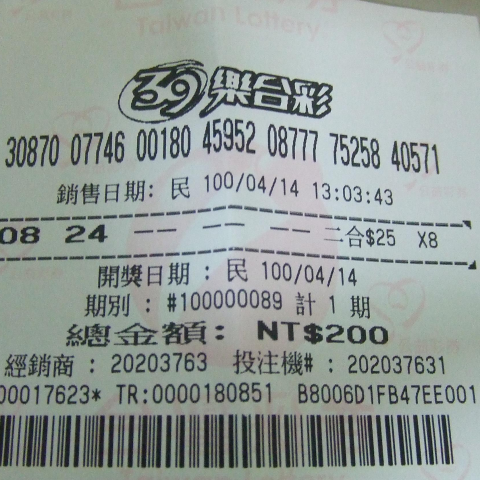 Taiwan Lottery
39樂合彩
30870 07746 00180 45952 08777 75258 40571
銷售日期: 民 100/04/14 13:03:43
08 24 -- -- -- 二合$25 X8
開獎日期 : 民 100/04/14
期別 : #100000089 計 1 期
總金額: NT$200
經銷商 : 20203763 投注機# : 202037631
00017623* TR:0000180851 B8006D1FB47EE001
Taiwan Lottery